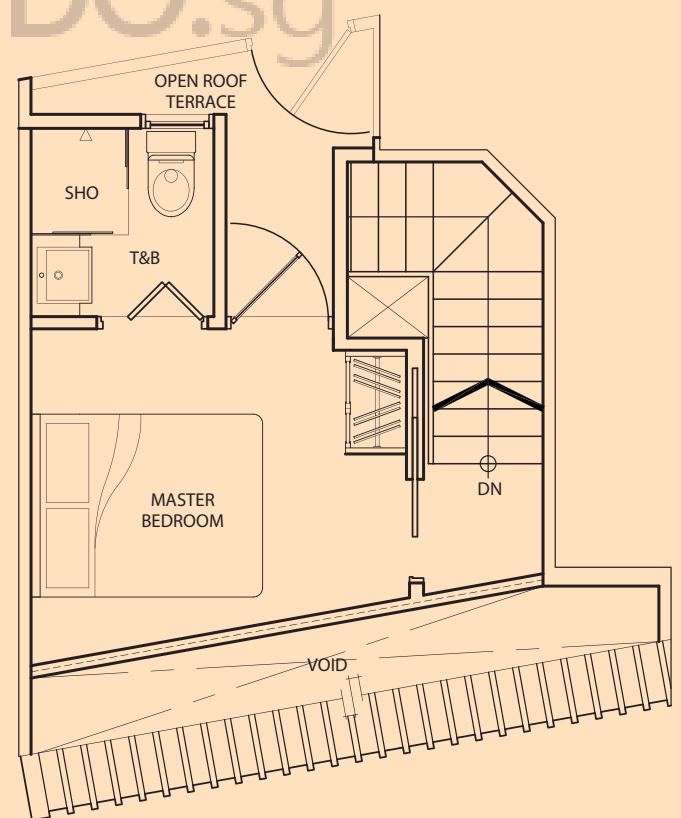 DO.sg
OPEN ROOF
TERRACE
SHO
T&B
MASTER
BEDROOM
DN
VOID